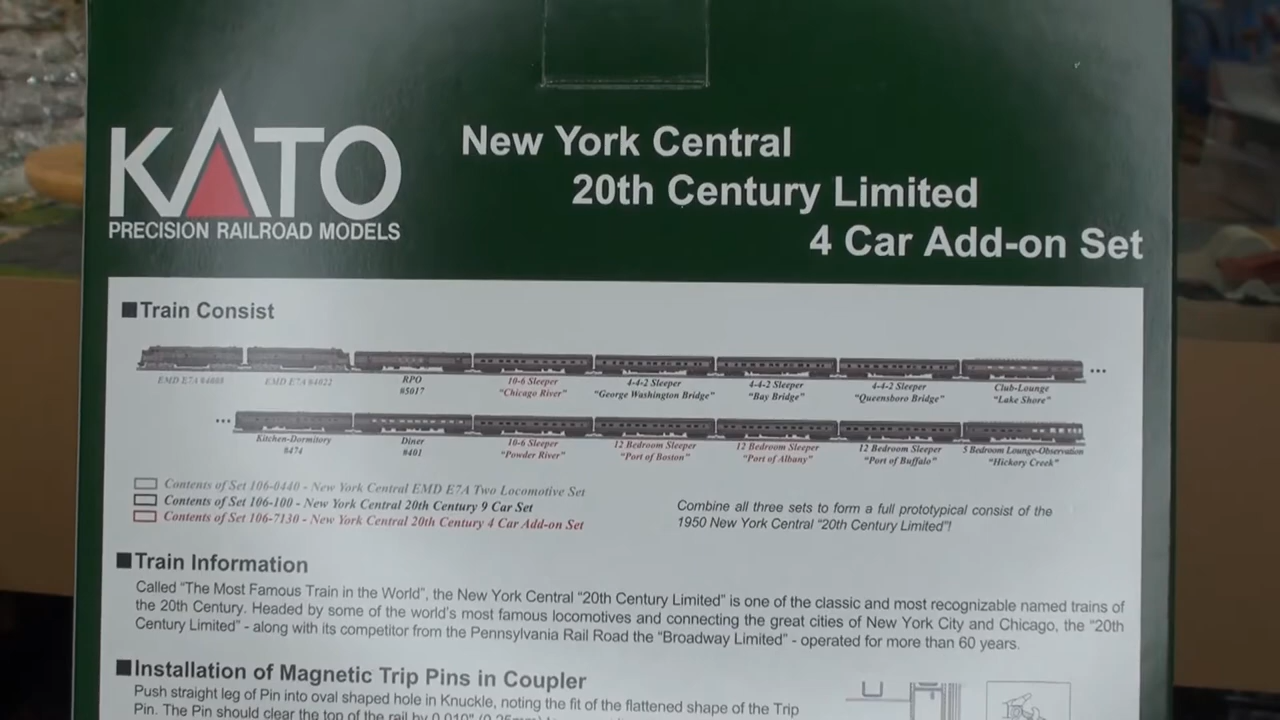 KATO
PRECISION RAILROAD MODELS
New York Central
20th Century Limited
4 Car Add-on Set
Train Consist
EMD E7A #4008 EMD E7A #4022 RPO #5017 10-6 Sleeper "Chicago River" 4-4-2 Sleeper "George Washington Bridge" 4-4-2 Sleeper "Bay Bridge" 4-4-2 Sleeper "Queensboro Bridge" Club-Lounge "Lake Shore" ...
... Kitchen-Dormitory #474 Diner #401 10-6 Sleeper "Powder River" 12 Bedroom Sleeper "Port of Boston" 12 Bedroom Sleeper "Port of Albany" 12 Bedroom Sleeper "Port of Buffalo" 5 Bedroom Lounge-Observation "Hickory Creek"
Contents of Set 106-0440 - New York Central EMD E7A Two Locomotive Set
Contents of Set 106-100 - New York Central 20th Century 9 Car Set
Contents of Set 106-7130 - New York Central 20th Century 4 Car Add-on Set
Combine all three sets to form a full prototypical consist of the
1950 New York Central "20th Century Limited"!
Train Information
Called "The Most Famous Train in the World", the New York Central "20th Century Limited" is one of the classic and most recognizable named trains of
the 20th Century. Headed by some of the world's most famous locomotives and connecting the great cities of New York City and Chicago, the "20th
Century Limited" - along with its competitor from the Pennsylvania Rail Road the "Broadway Limited" - operated for more than 60 years.
Installation of Magnetic Trip Pins in Coupler
Push straight leg of Pin into oval shaped hole in Knuckle, noting the fit of the flattened shape of the Trip
Pin. The Pin should clear the top of the rail by 0.010"